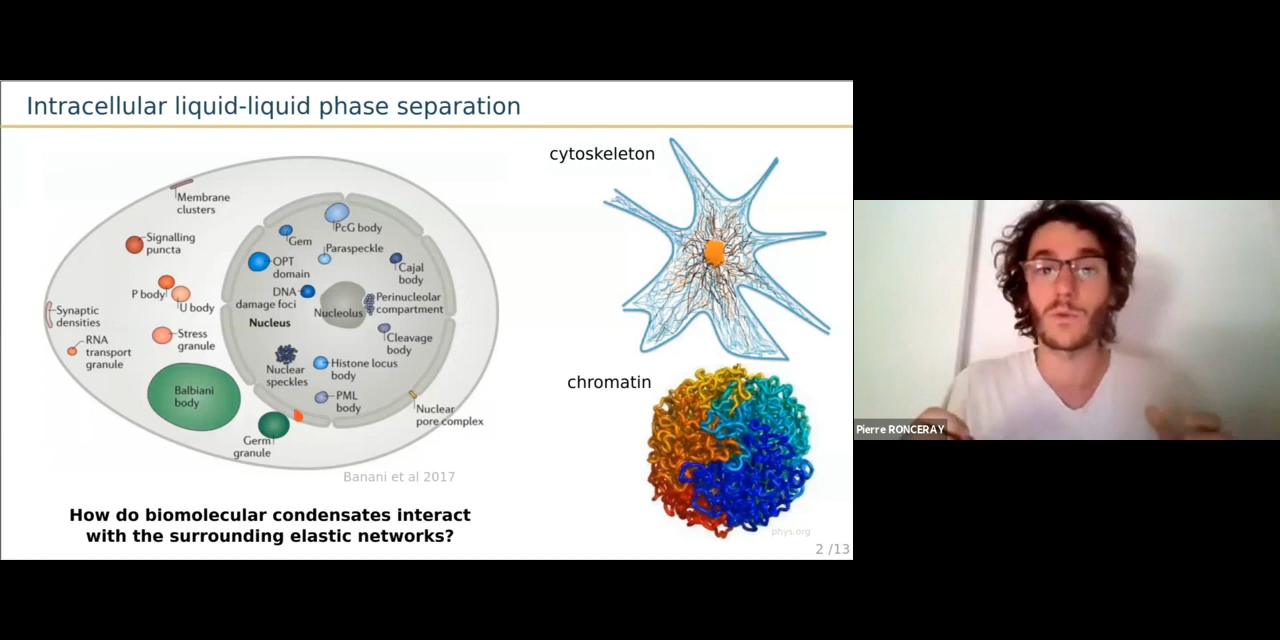 Intracellular liquid-liquid phase separation
Membrane
clusters
Signalling
puncta
P body
U body
Synaptic
densities
RNA
transport
granule
Stress
granule
Balbiani
body
Germ
granule
PcG body
Gem
Paraspeckle
OPT
domain
Cajal
body
DNA
damage foci
Nucleolus
Perinucleolar
compartment
Nucleus
Cleavage
body
Nuclear
speckles
Histone locus
body
PML
body
Nuclear
pore complex
Banani et al 2017
How do biomolecular condensates interact
with the surrounding elastic networks?
cytoskeleton
chromatin
phys.org
2 /13
Pierre RONCERAY